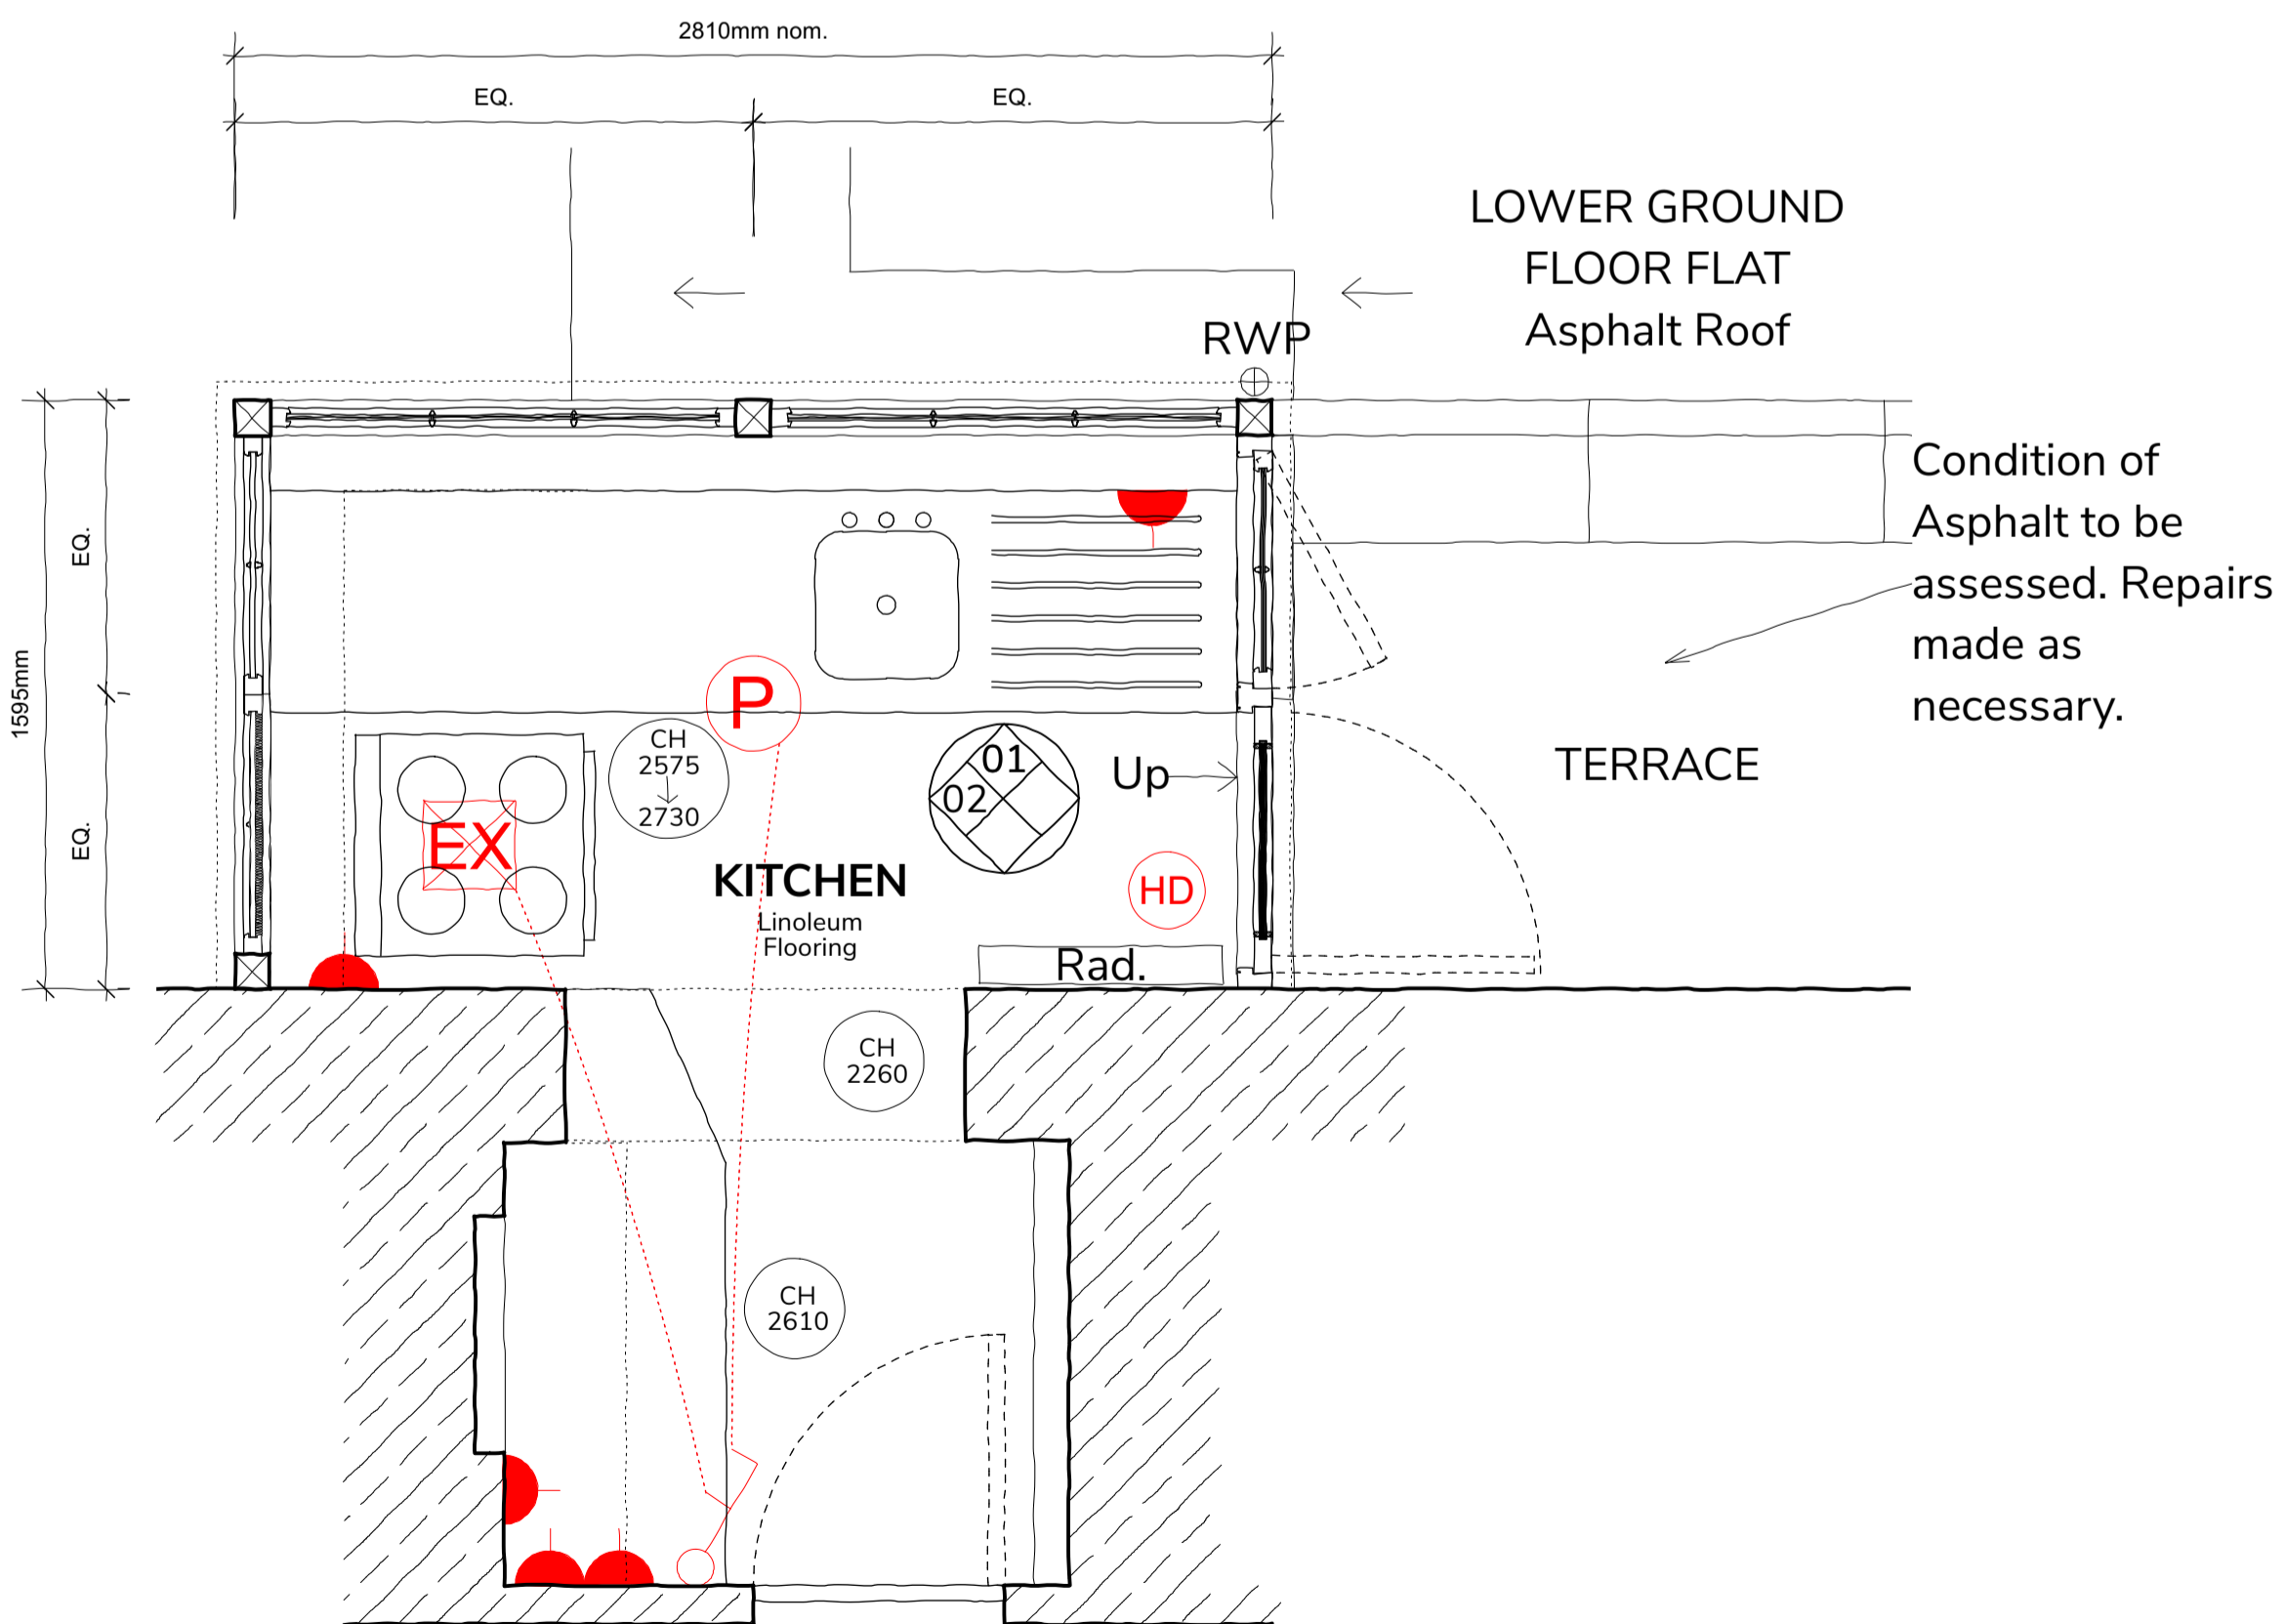 2810mm nom.
EQ.
EQ.
LOWER GROUND
FLOOR FLAT
Asphalt Roof
RWP
Condition of
Asphalt to be
assessed. Repairs
made as
necessary.
EQ.
1595mm
EQ.
P
CH
2575
2730
01
02
Up
TERRACE
EX
KITCHEN
Linoleum
Flooring
HD
Rad.
CH
2260
CH
2610